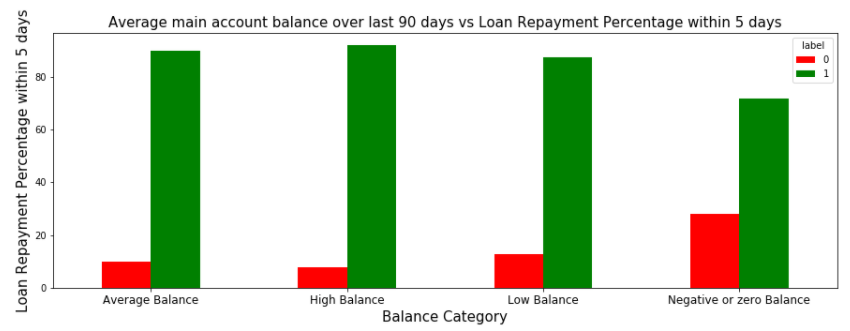 Average main account balance over last 90 days vs Loan Repayment Percentage within 5 days
Loan Repayment Percentage within 5 days
label
0
1
80
60
40
20
0
Average Balance
High Balance
Low Balance
Negative or zero Balance
Balance Category